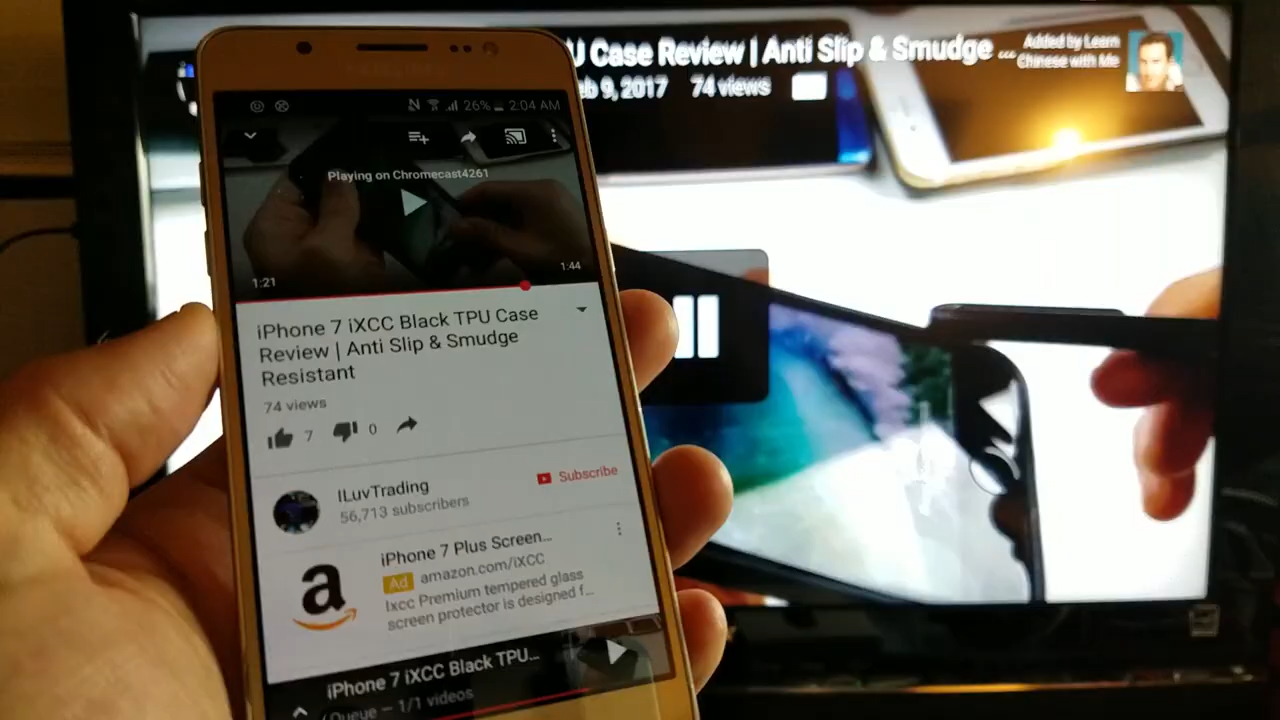 26% 2:04 AM
Playing on Chromecast4261
1:21
1:44
iPhone 7 iXCC Black TPU Case
Review | Anti Slip & Smudge
Resistant
74 views
7
0
ILuvTrading
56,713 subscribers
Subscribe
iPhone 7 Plus Screen...
Ad amazon.com/iXCC
Ixcc Premium tempered glass
screen protector is designed f...
iPhone 7 iXCC Black TPU...
Queue – 1/1 videos
U Case Review | Anti Slip & Smudge ...
eb 9, 2017 74 views
Added by Learn
Chinese with Me